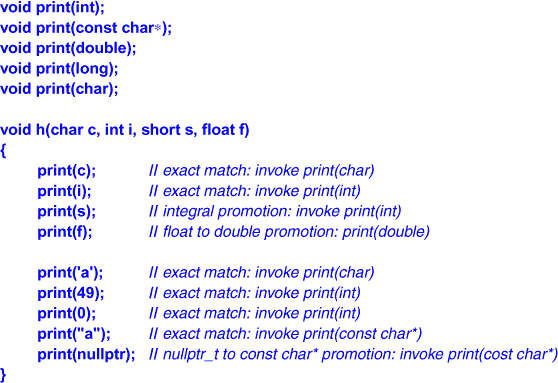 void print(int);
void print(const char∗);
void print(double);
void print(long);
void print(char);
void h(char c, int i, short s, float f)
{
print(c); // exact match: invoke print(char)
print(i); // exact match: invoke print(int)
print(s); // integral promotion: invoke print(int)
print(f); // float to double promotion: print(double)
print('a'); // exact match: invoke print(char)
print(49); // exact match: invoke print(int)
print(0); // exact match: invoke print(int)
print("a"); // exact match: invoke print(const char*)
print(nullptr); // nullptr_t to const char* promotion: invoke print(cost char*)
}